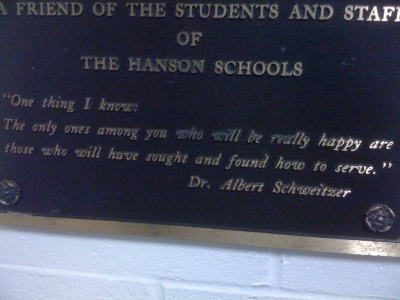 A FRIEND OF THE STUDENTS AND STAFF
OF
THE HANSON SCHOOLS
"One thing I know:
The only ones among you who will be really happy are
those who will have sought and found how to serve."
Dr. Albert Schweitzer